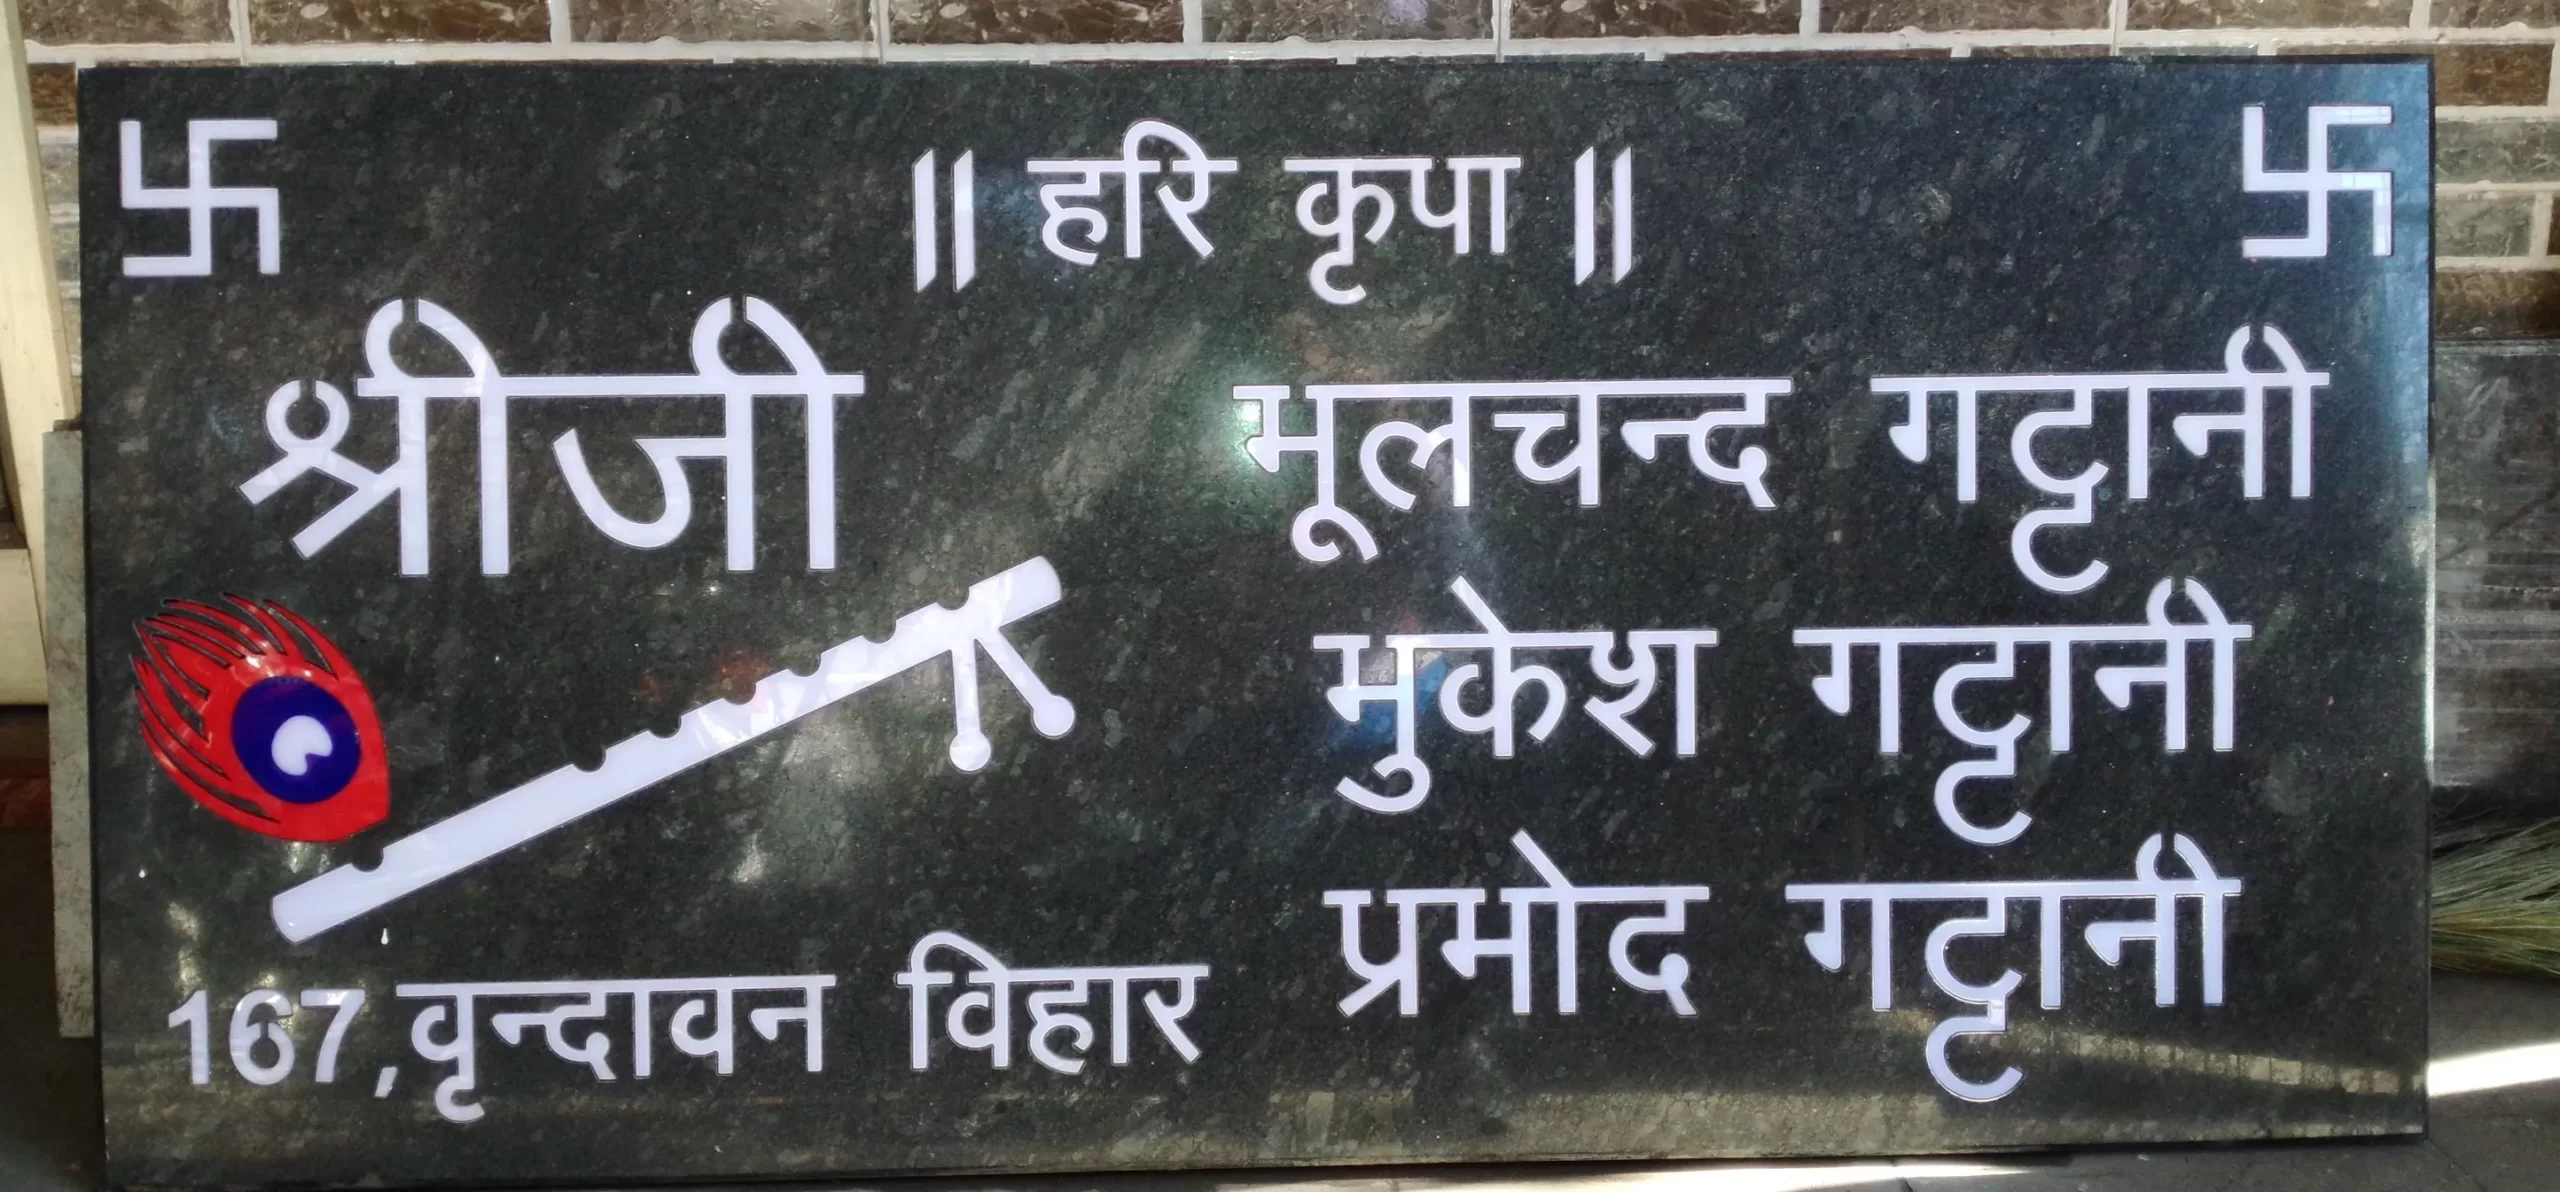 ॥ हरि कृपा ॥
श्रीजी
मूलचन्द गट्टानी
मुकेश गट्टानी
प्रमोद गट्टानी
167,वृन्दावन विहार